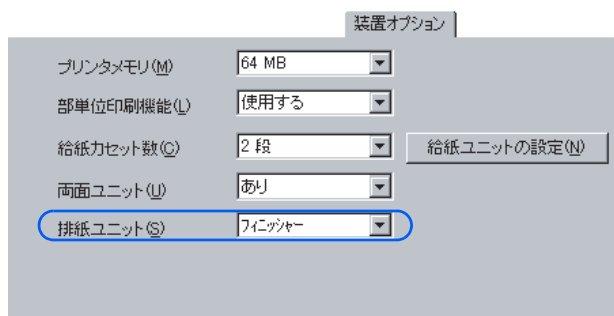 装置オプション
プリンタメモリ(M) 64 MB
部単位印刷機能(L) 使用する
給紙カセット数(C) 2 段 給紙ユニットの設定(N)
両面ユニット(U) あり
排紙ユニット(S) フィニッシャー